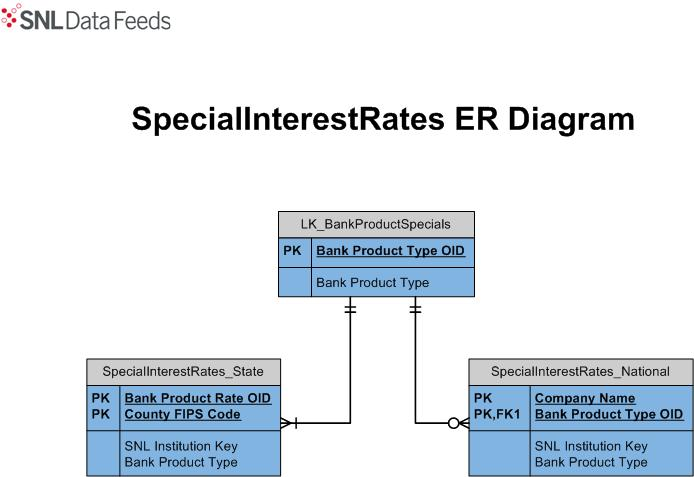 SNL Data Feeds
SpecialInterestRates ER Diagram
LK_BankProductSpecials
PK Bank Product Type OID
Bank Product Type
SpecialInterestRates_State
PK Bank Product Rate OID
PK County FIPS Code
SNL Institution Key
Bank Product Type
SpecialInterestRates_National
PK Company Name
PK,FK1 Bank Product Type OID
SNL Institution Key
Bank Product Type